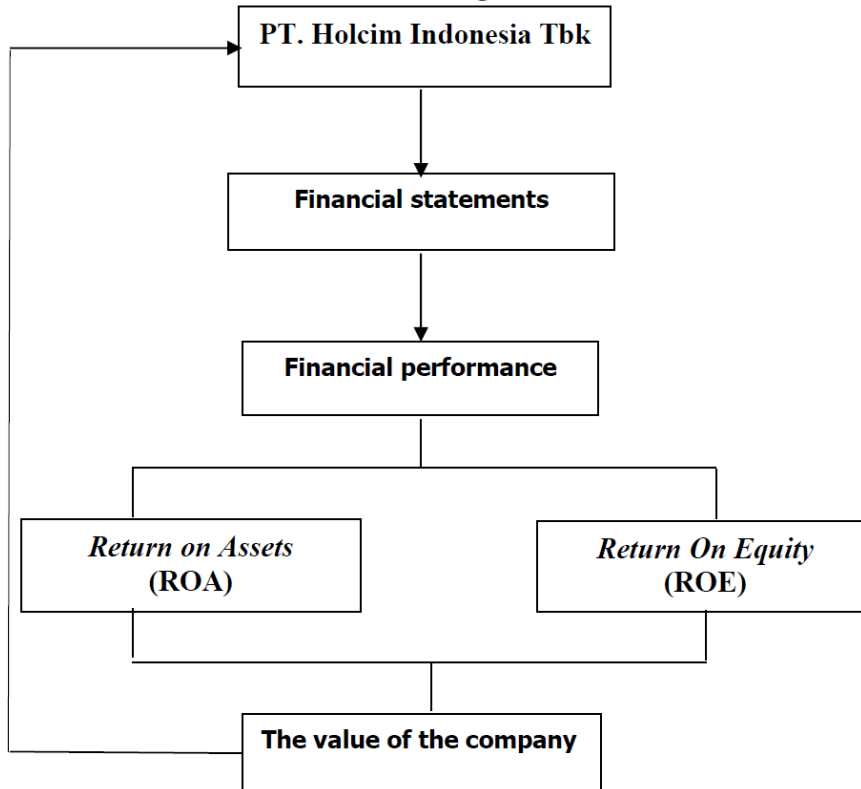 PT. Holcim Indonesia Tbk
Financial statements
Financial performance
Return on Assets
(ROA)
Return On Equity
(ROE)
The value of the company